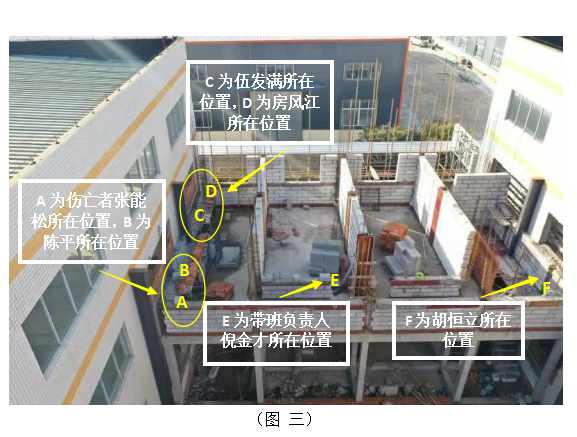 C 为伍发满所在
位置，D 为房风江
所在位置
A 为伤亡者张能
松所在位置，B 为
陈平所在位置
D
C
B
A
E
F
E 为带班负责人
倪金才所在位置
F 为胡恒立所在
位置
（图 三）